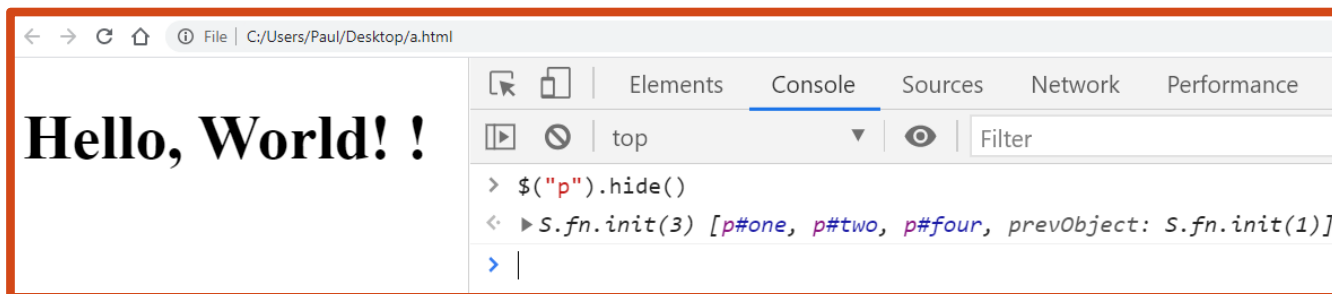 File | C:/Users/Paul/Desktop/a.html
Hello, World! !
Elements Console Sources Network Performance
top Filter
> $("p").hide()
S.fn.init(3) [p#one, p#two, p#four, prevObject: S.fn.init(1)]
>